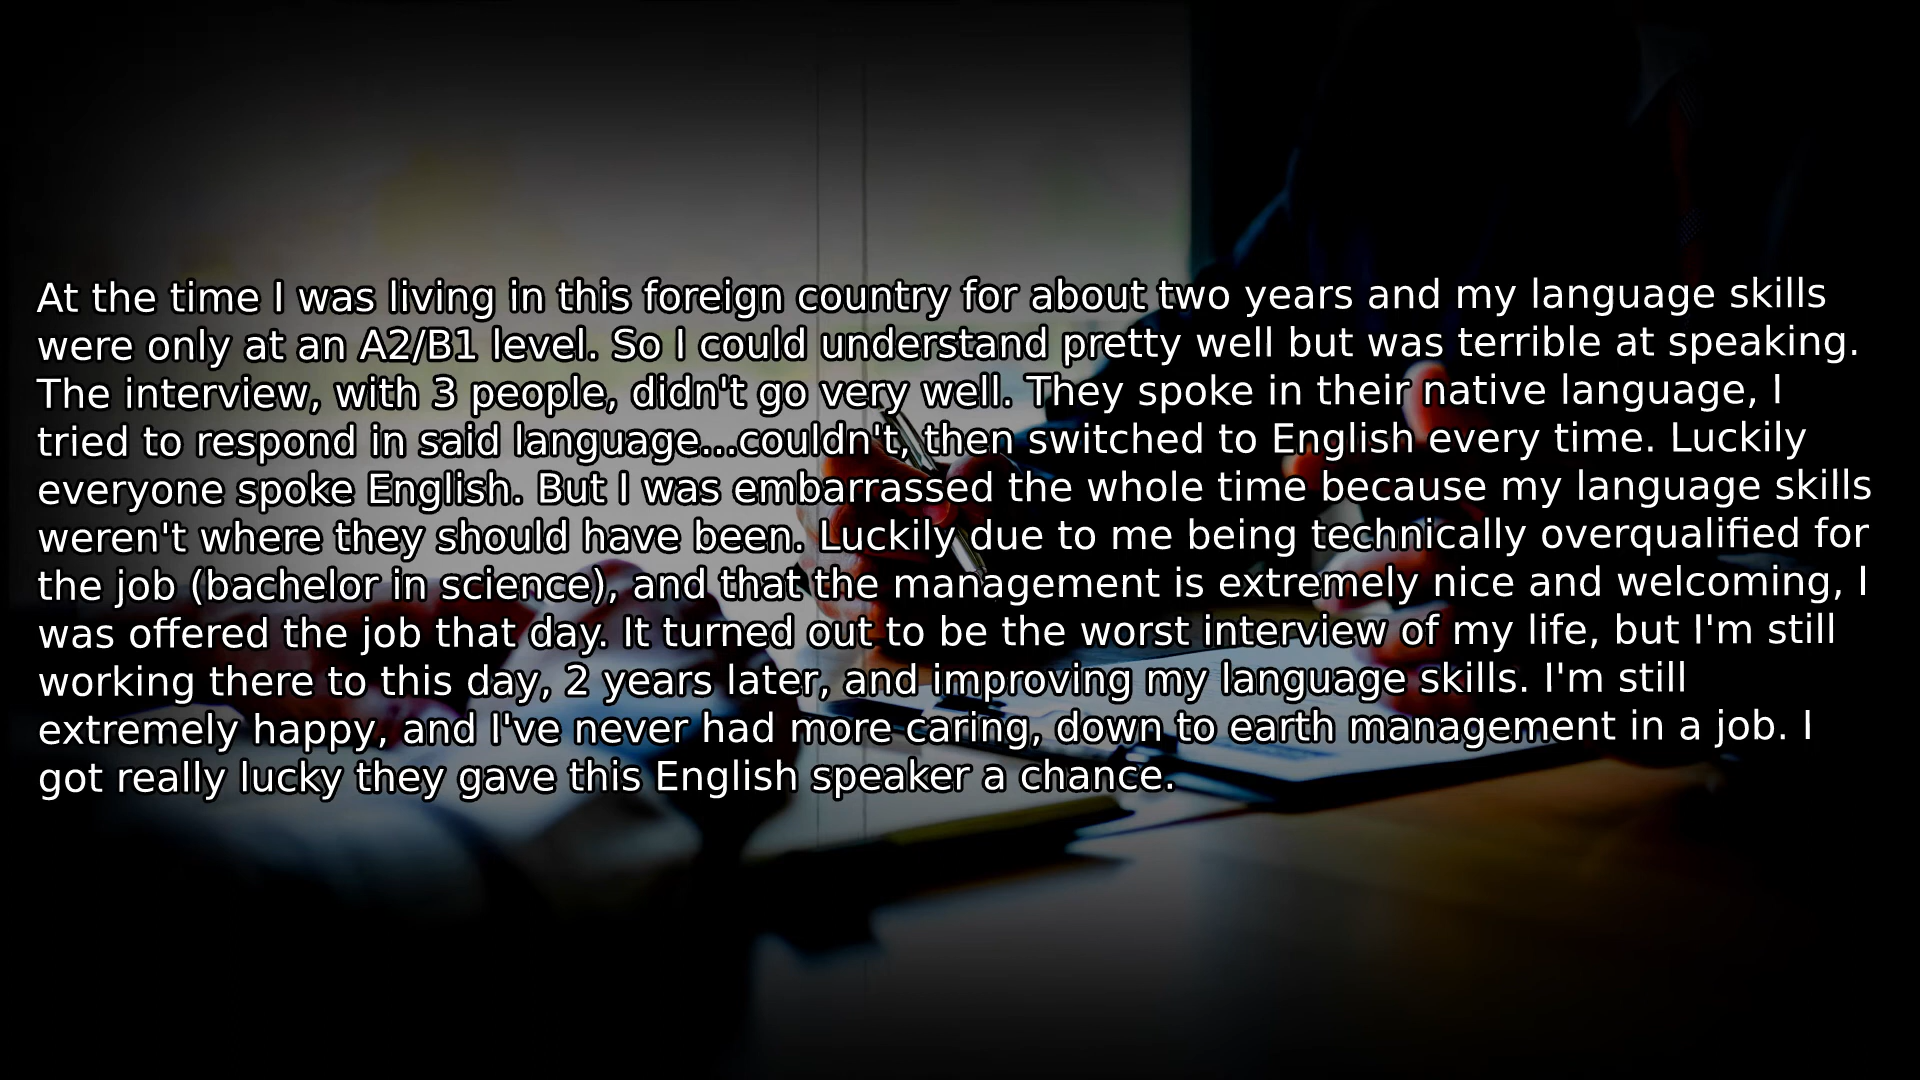 At the time I was living in this foreign country for about two years and my language skills
were only at an A2/B1 level. So I could understand pretty well but was terrible at speaking.
The interview, with 3 people, didn't go very well. They spoke in their native language, I
tried to respond in said language...couldn't, then switched to English every time. Luckily
everyone spoke English. But I was embarrassed the whole time because my language skills
weren't where they should have been. Luckily due to me being technically overqualified for
the job (bachelor in science), and that the management is extremely nice and welcoming, I
was offered the job that day. It turned out to be the worst interview of my life, but I'm still
working there to this day, 2 years later, and improving my language skills. I'm still
extremely happy, and I've never had more caring, down to earth management in a job. I
got really lucky they gave this English speaker a chance.